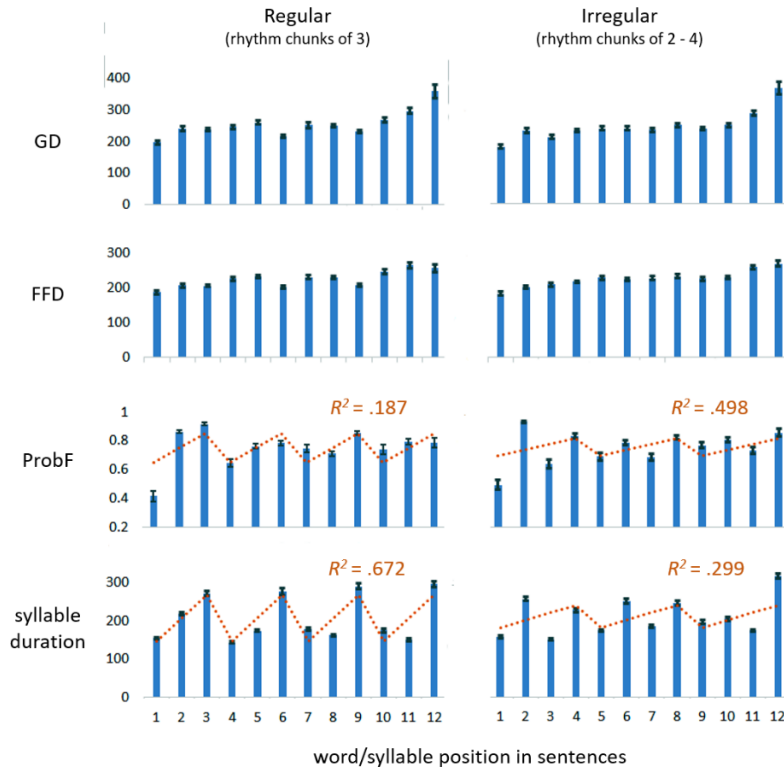 Regular
(rhythm chunks of 3)
Irregular
(rhythm chunks of 2 - 4)
GD
400
300
200
100
0
FFD
300
200
100
0
ProbF
1
0.8
0.6
0.4
0.2
R² = .187
R² = .498
syllable
duration
300
200
100
0
R² = .672
R² = .299
1 2 3 4 5 6 7 8 9 10 11 12
1 2 3 4 5 6 7 8 9 10 11 12
word/syllable position in sentences